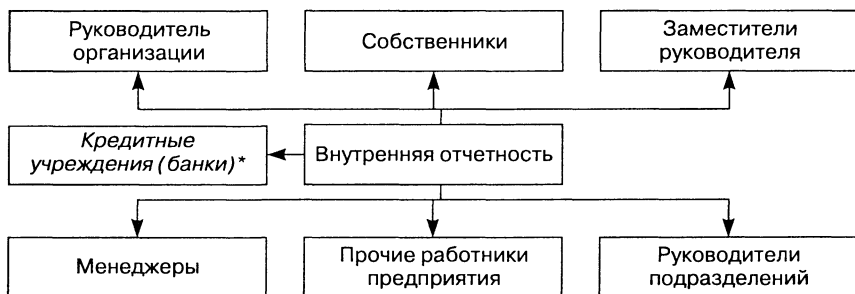 Руководитель
организации
Собственники
Заместители
руководителя
Кредитные
учреждения (банки)*
Внутренняя отчетность
Менеджеры
Прочие работники
предприятия
Руководители
подразделений